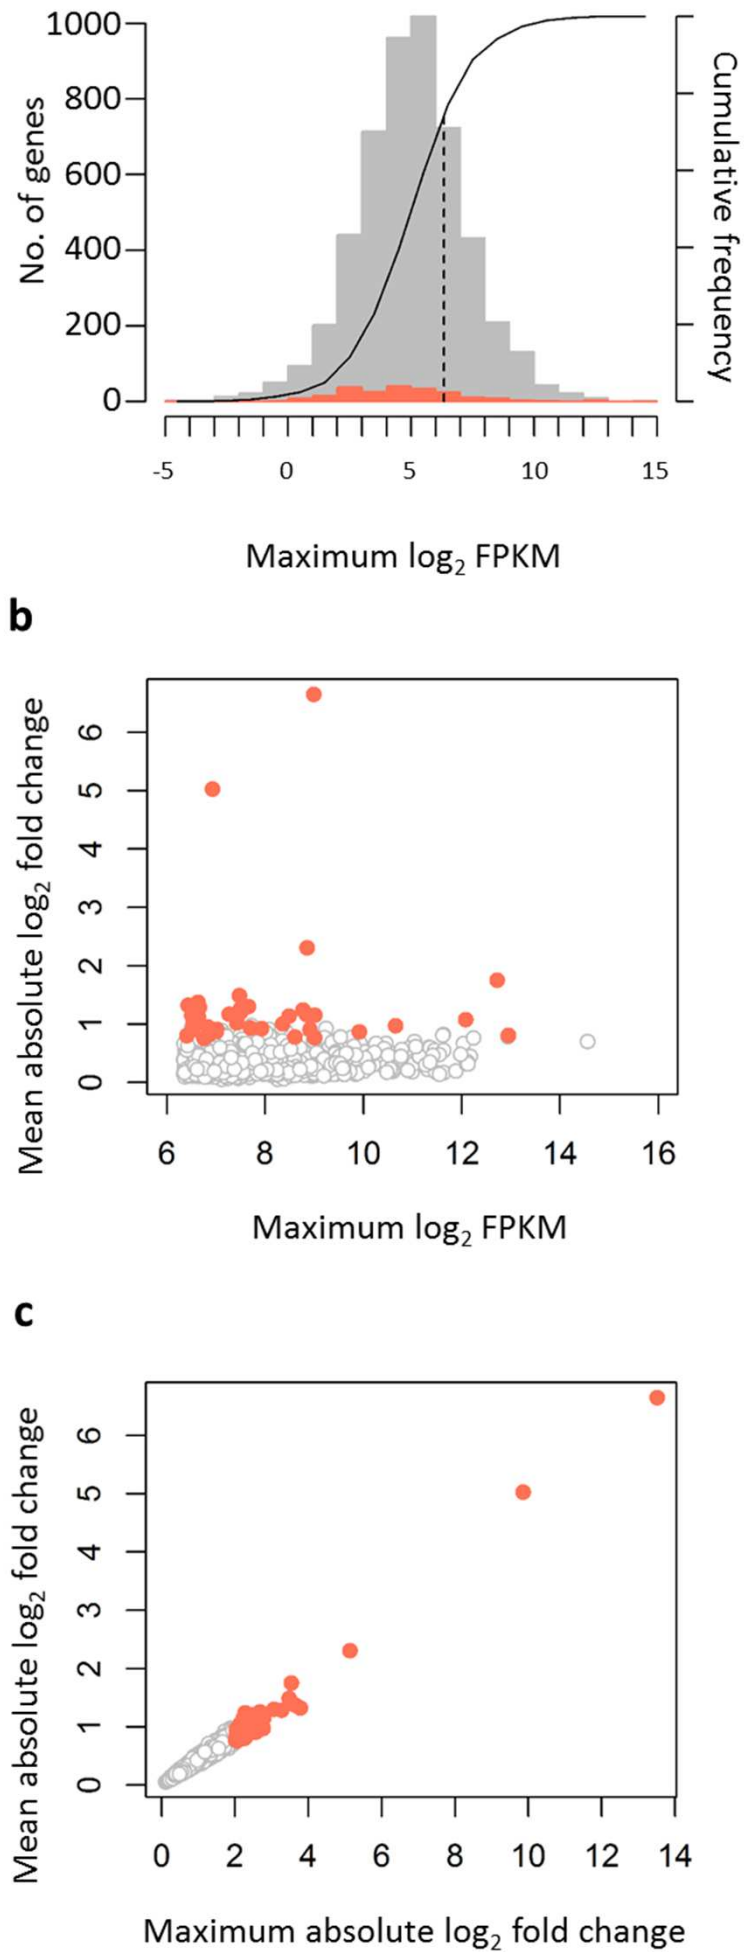 1000
800
600
400
200
0
No. of genes
Cumulative frequency
-5 0 5 10 15
Maximum log₂ FPKM
b
6
5
4
3
2
1
0
Mean absolute log₂ fold change
6 8 10 12 14 16
Maximum log₂ FPKM
c
6
5
4
3
2
1
0
Mean absolute log₂ fold change
0 2 4 6 8 10 12 14
Maximum absolute log₂ fold change